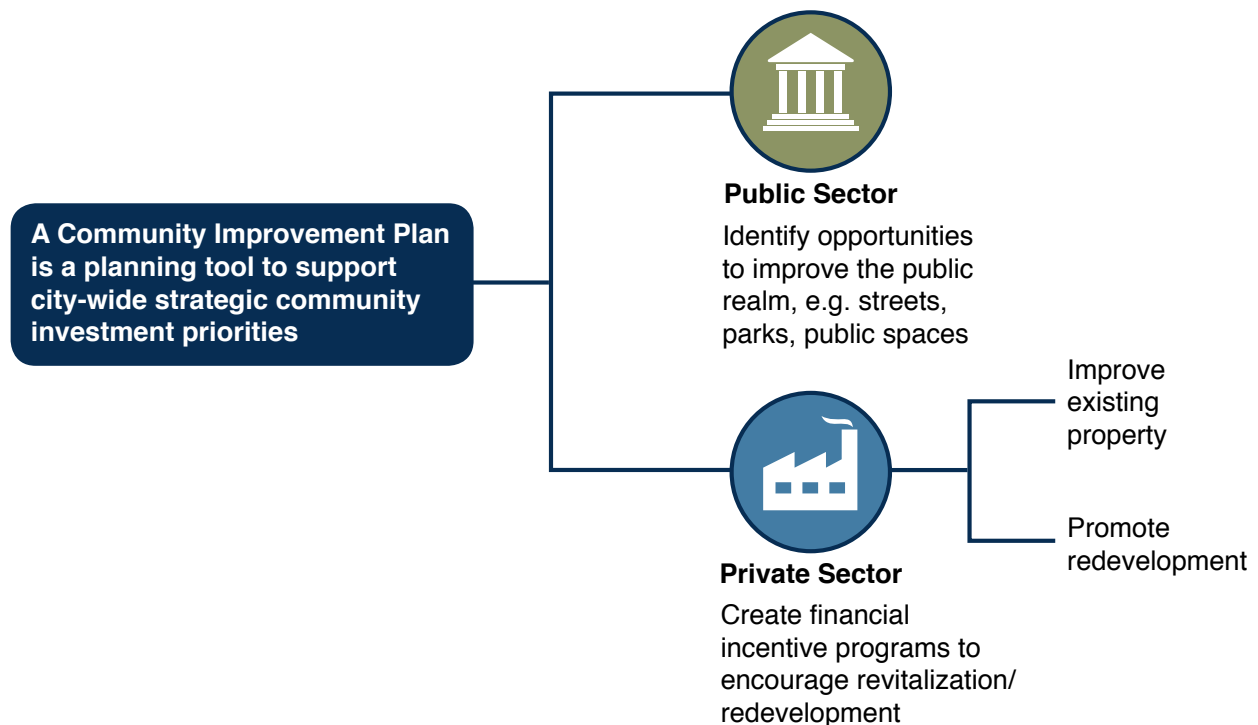 A Community Improvement Plan
is a planning tool to support
city-wide strategic community
investment priorities
Public Sector
Identify opportunities
to improve the public
realm, e.g. streets,
parks, public spaces
Private Sector
Create financial
incentive programs to
encourage revitalization/
redevelopment
Improve
existing
property
Promote
redevelopment